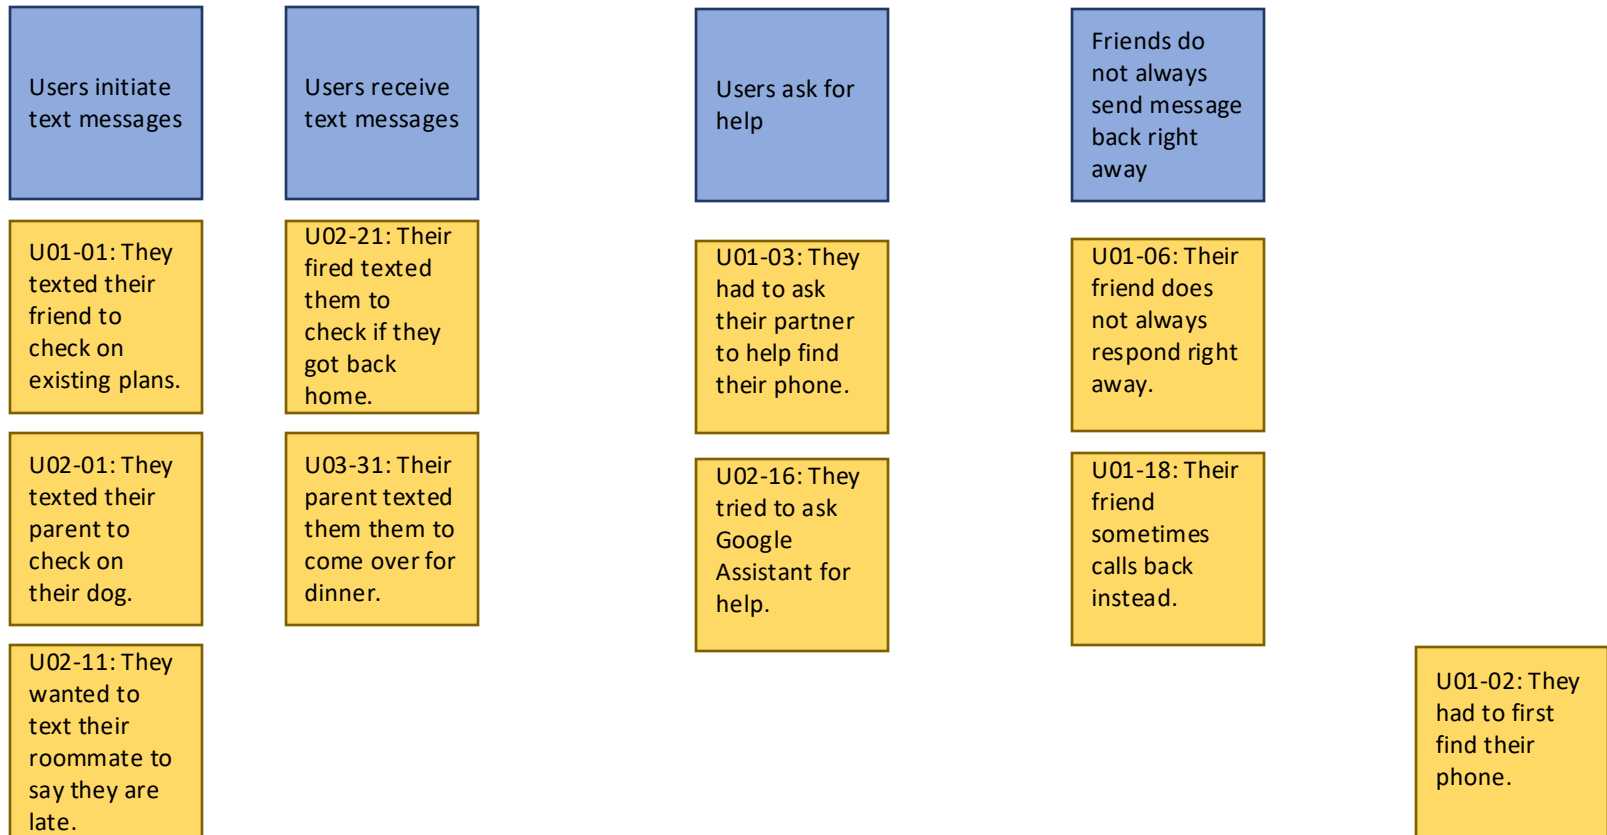 Users initiate
text messages
Users receive
text messages
Users ask for
help
Friends do
not always
send message
back right
away
U01-01: They
texted their
friend to
check on
existing plans.
U02-21: Their
fired texted
them to
check if they
got back
home.
U01-03: They
had to ask
their partner
to help find
their phone.
U01-06: Their
friend does
not always
respond right
away.
U02-01: They
texted their
parent to
check on
their dog.
U03-31: Their
parent texted
them them to
come over for
dinner.
U02-16: They
tried to ask
Google
Assistant for
help.
U01-18: Their
friend
sometimes
calls back
instead.
U02-11: They
wanted to
text their
roommate to
say they are
late.
U01-02: They
had to first
find their
phone.